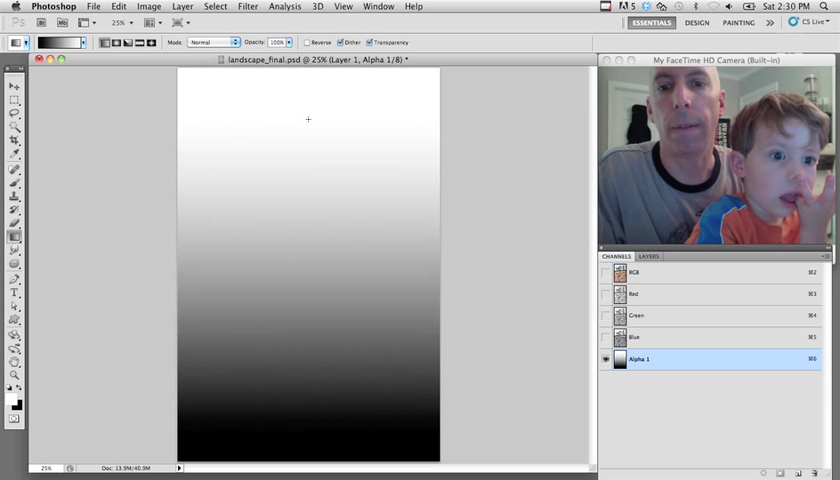 Photoshop File Edit Image Layer Select Filter Analysis 3D View Window Help 5 Sat 2:30 PM
Ps Br Mb 25% ESSENTIALS DESIGN PAINTING >> CS Live
Mode: Normal Opacity: 100% Reverse Dither Transparency
landscape_final.psd @ 25% (Layer 1, Alpha 1/8) *
My FaceTime HD Camera (Built-in)
CHANNELS LAYERS
RGB ⌘2
Red ⌘3
Green ⌘4
Blue ⌘5
Alpha 1 ⌘6
25% Doc: 13.9M/40.9M